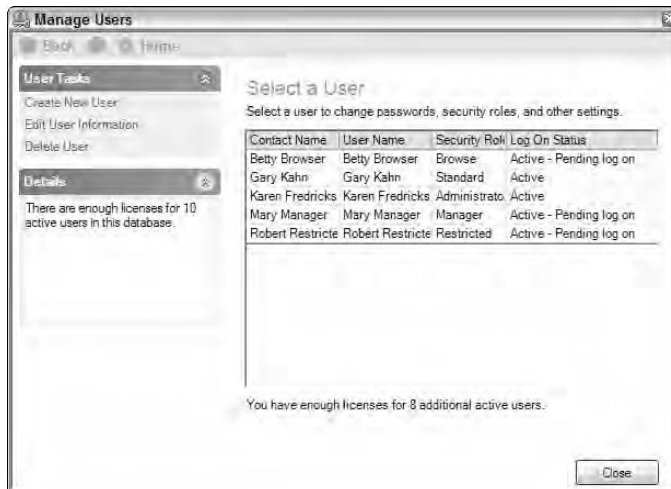 Manage Users
Back Home
User Tasks
Create New User
Edit User Information
Delete User
Details
There are enough licenses for 10
active users in this database.
Select a User
Select a user to change passwords, security roles, and other settings.
Contact Name User Name Security Rol Log On Status
Betty Browser Betty Browser Browse Active - Pending log on
Gary Kahn Gary Kahn Standard Active
Karen Fredricks Karen Fredricks Administrato Active
Mary Manager Mary Manager Manager Active - Pending log on
Robert Restricte Robert Restricte Restricted Active - Pending log on
You have enough licenses for 8 additional active users.
Close